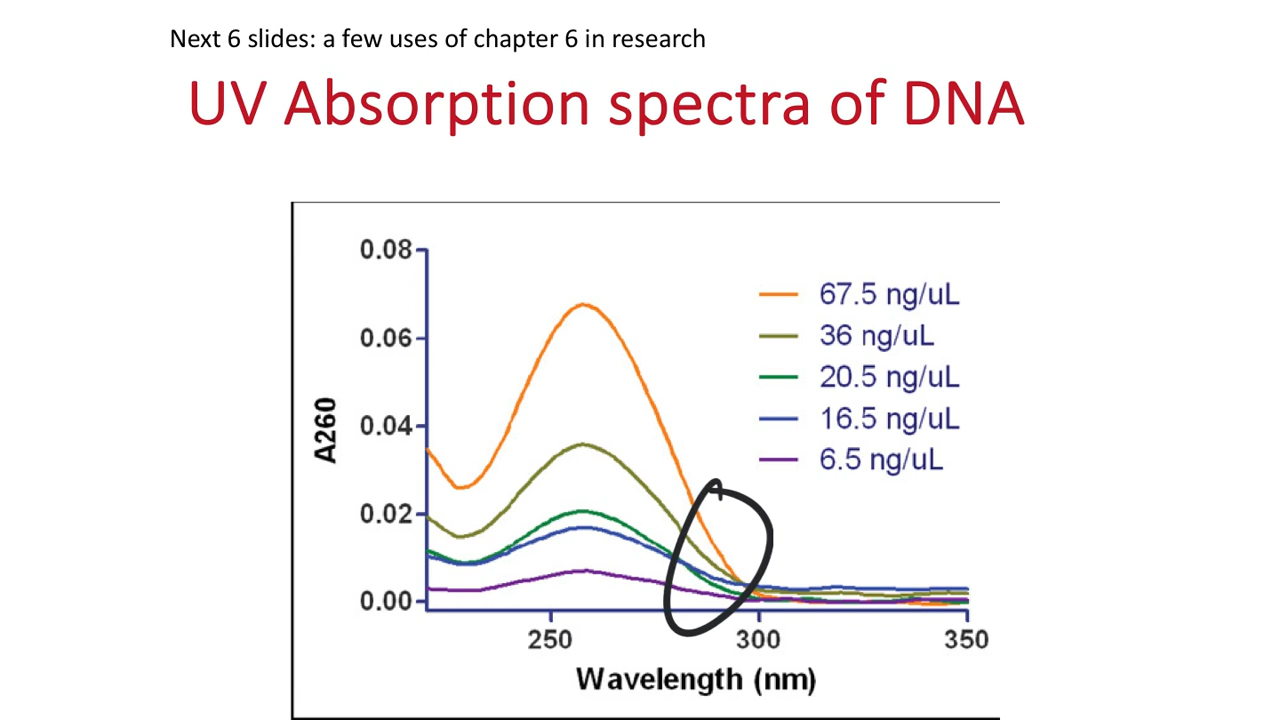 Next 6 slides: a few uses of chapter 6 in research
UV Absorption spectra of DNA
0.08
0.06
0.04
0.02
0.00
A260
67.5 ng/uL
36 ng/uL
20.5 ng/uL
16.5 ng/uL
6.5 ng/uL
250 300 350
Wavelength (nm)